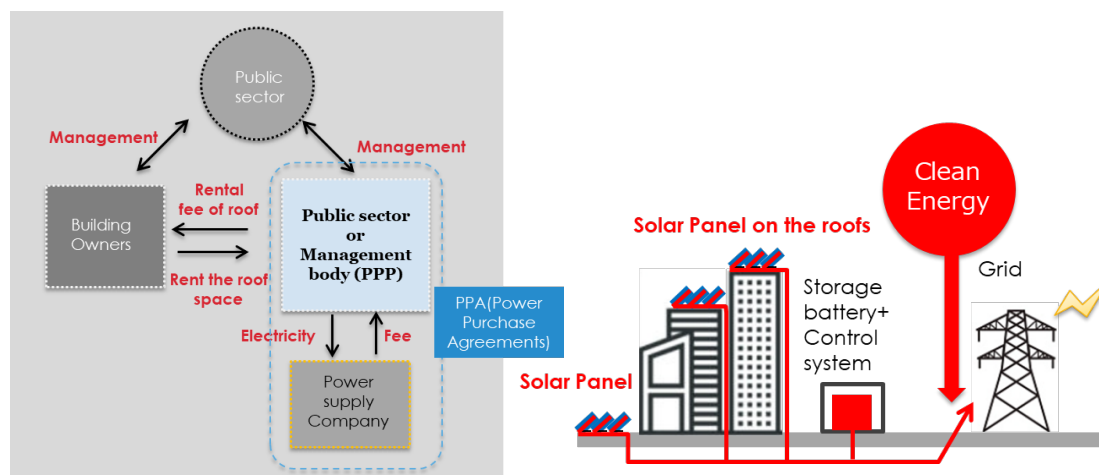 Public
sector
Management
Management
Building
Owners
Rental
fee of roof
Rent the roof
space
Public sector
or
Management
body (PPP)
PPA(Power
Purchase
Agreements)
Electricity
Fee
Power
supply
Company
Clean
Energy
Solar Panel on the roofs
Grid
Storage
battery+
Control
system
Solar Panel